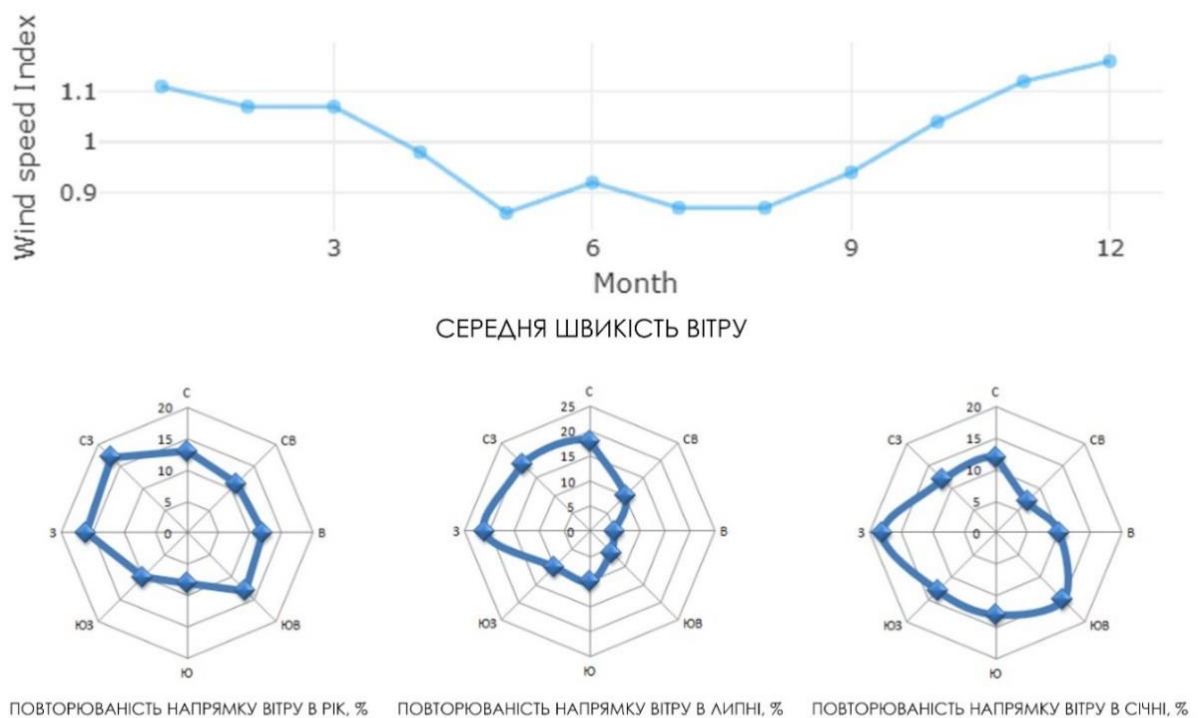 Wind speed Index
1.1
1
0.9
3 6 9 12
Month
СЕРЕДНЯ ШВИКІСТЬ ВІТРУ
С
20
СЗ 15 СВ
10
5
З 0 В
ЮЗ ЮВ
Ю
ПОВТОРЮВАНІСТЬ НАПРЯМКУ ВІТРУ В РІК, %
С
25
СЗ 20 СВ
15
10
5
З 0 В
ЮЗ ЮВ
Ю
ПОВТОРЮВАНІСТЬ НАПРЯМКУ ВІТРУ В ЛИПНІ, %
С
20
СЗ 15 СВ
10
5
З 0 В
ЮЗ ЮВ
Ю
ПОВТОРЮВАНІСТЬ НАПРЯМКУ ВІТРУ В СІЧНІ, %